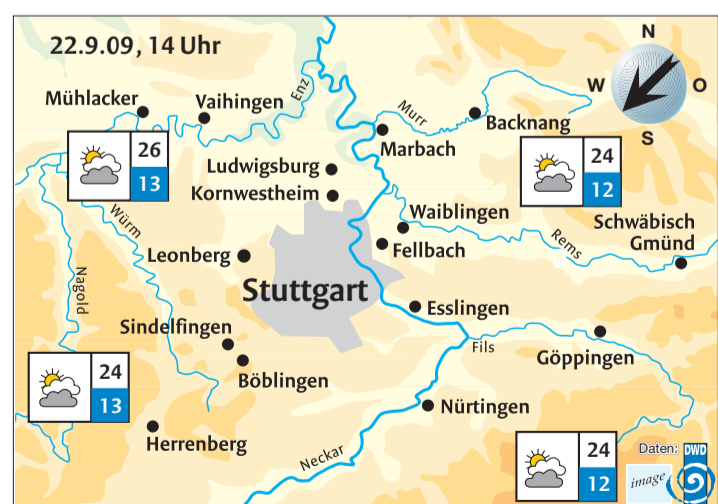 22.9.09, 14 Uhr
N
W
O
S
Enz
Mühlacker
Vaihingen
Murr
Backnang
Marbach
26
13
24
12
Ludwigsburg
Kornwestheim
Würm
Waiblingen
Schwäbisch
Gmünd
Rems
Leonberg
Fellbach
Nagold
Stuttgart
Esslingen
Sindelfingen
Fils
Göppingen
24
13
Böblingen
Nürtingen
Herrenberg
Neckar
24
12
Daten: DWD
image